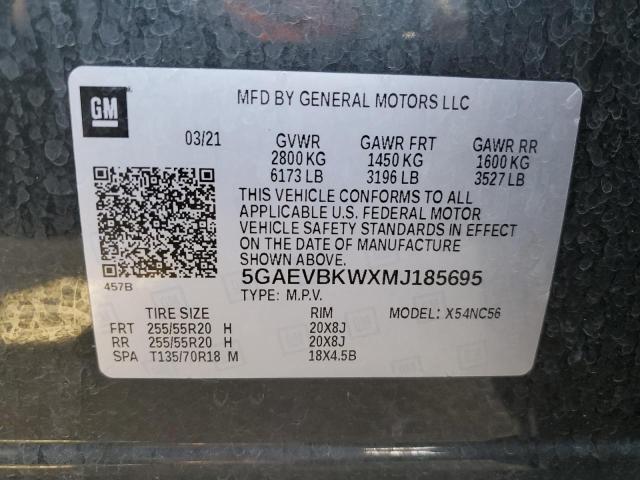 GM
MFD BY GENERAL MOTORS LLC
03/21 GVWR GAWR FRT GAWR RR
2800 KG 1450 KG 1600 KG
6173 LB 3196 LB 3527 LB
THIS VEHICLE CONFORMS TO ALL
APPLICABLE U.S. FEDERAL MOTOR
VEHICLE SAFETY STANDARDS IN EFFECT
ON THE DATE OF MANUFACTURE
SHOWN ABOVE.
457B
5GAEVBKWXMJ185695
TYPE: M.P.V.
TIRE SIZE RIM MODEL: X54NC56
FRT 255/55R20 H 20X8J
RR 255/55R20 H 20X8J
SPA T135/70R18 M 18X4.5B